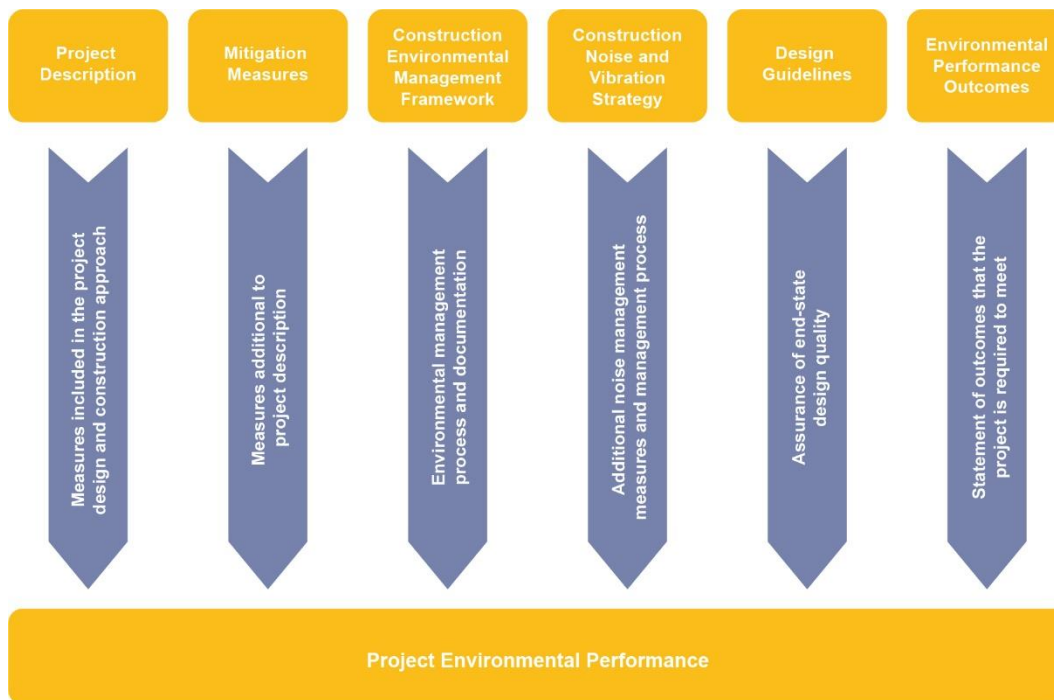 Project
Description
Mitigation
Measures
Construction
Environmental
Management
Framework
Construction
Noise and
Vibration
Strategy
Design
Guidelines
Environmental
Performance
Outcomes
Measures included in the project
design and construction approach
Measures additional to
project description
Environmental management
process and documentation
Additional noise management
measures and management process
Assurance of end-state
design quality
Statement of outcomes that the
project is required to meet
Project Environmental Performance